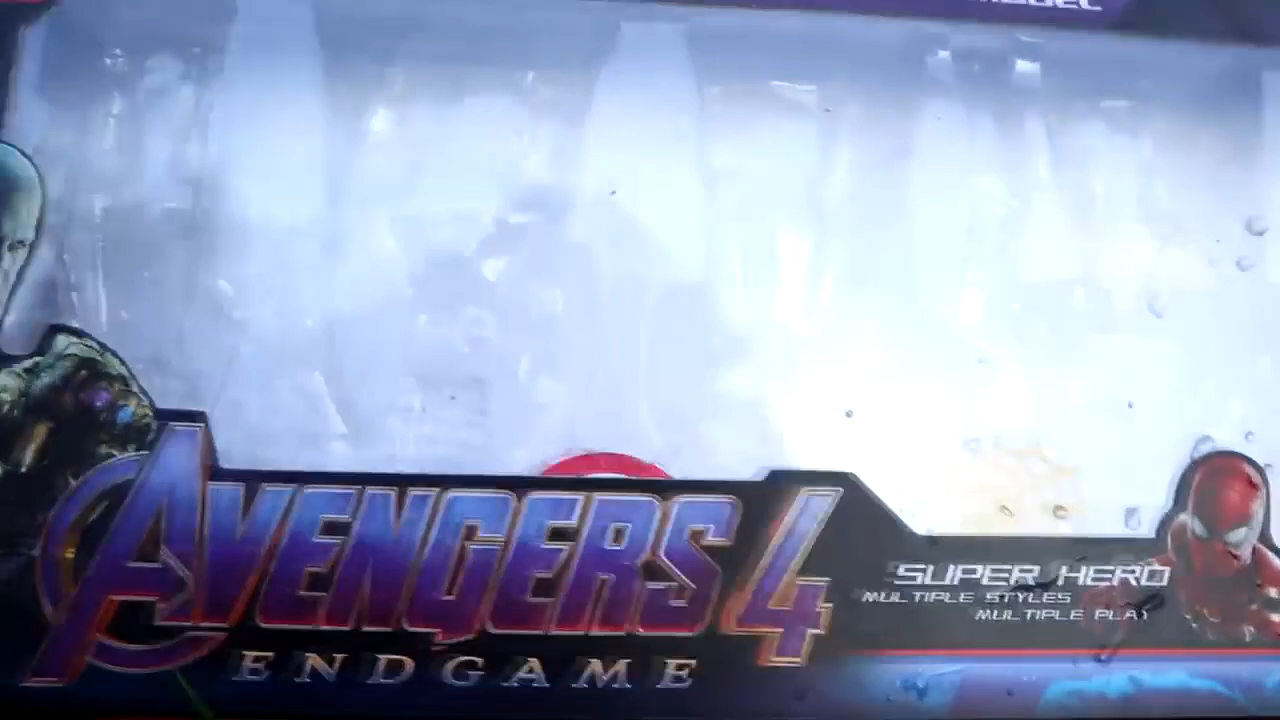 AVENGERS 4
ENDGAME
SUPER HERO
MULTIPLE STYLES
MULTIPLE PLAY